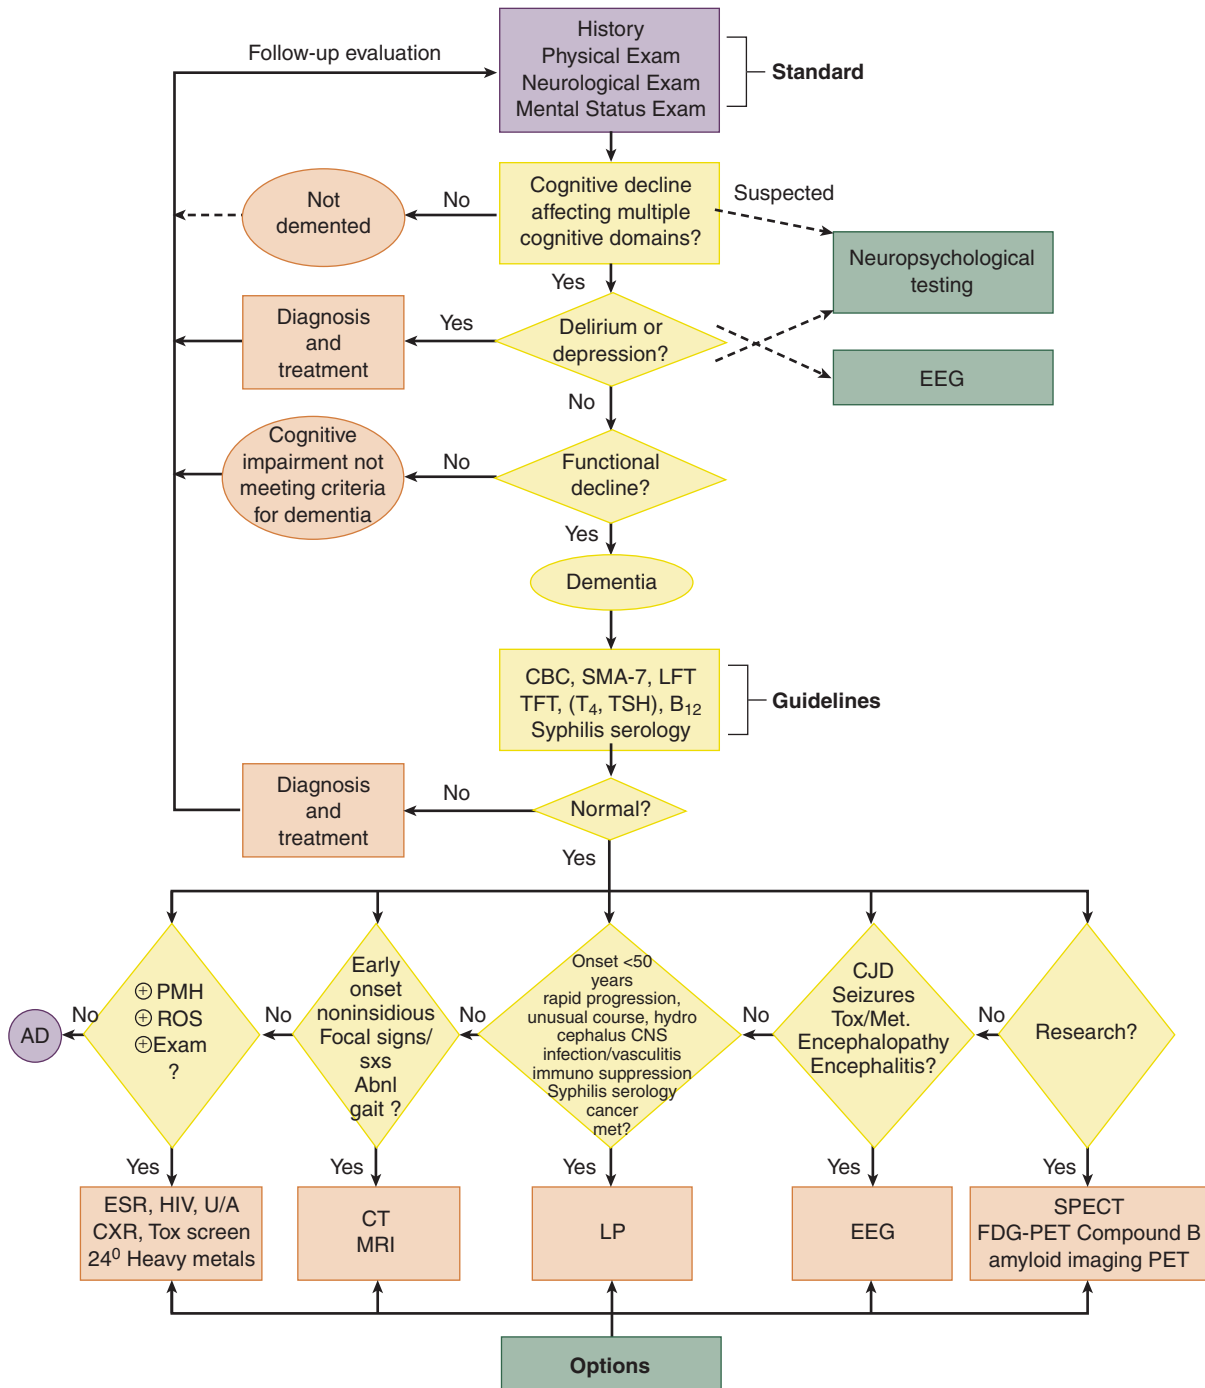 History
Physical Exam
Neurological Exam
Mental Status Exam
Standard
Follow-up evaluation
Cognitive decline
affecting multiple
cognitive domains?
No
Not
demented
Suspected
Neuropsychological
testing
Yes
Delirium or
depression?
Yes
Diagnosis
and
treatment
EEG
No
Functional
decline?
No
Cognitive
impairment not
meeting criteria
for dementia
Yes
Dementia
CBC, SMA-7, LFT
TFT, (T₄, TSH), B₁₂
Syphilis serology
Guidelines
Normal?
No
Diagnosis
and
treatment
Yes
AD
No
⊕ PMH
⊕ ROS
⊕Exam
?
No
Early
onset
noninsidious
Focal signs/
sxs
Abnl
gait ?
No
Onset <50
years
rapid progression,
unusual course, hydro
cephalus CNS
infection/vasculitis
immuno suppression
Syphilis serology
cancer
met?
No
CJD
Seizures
Tox/Met.
Encephalopathy
Encephalitis?
No
Research?
Yes
Yes
Yes
Yes
Yes
ESR, HIV, U/A
CXR, Tox screen
24⁰ Heavy metals
CT
MRI
LP
EEG
SPECT
FDG-PET Compound B
amyloid imaging PET
Options